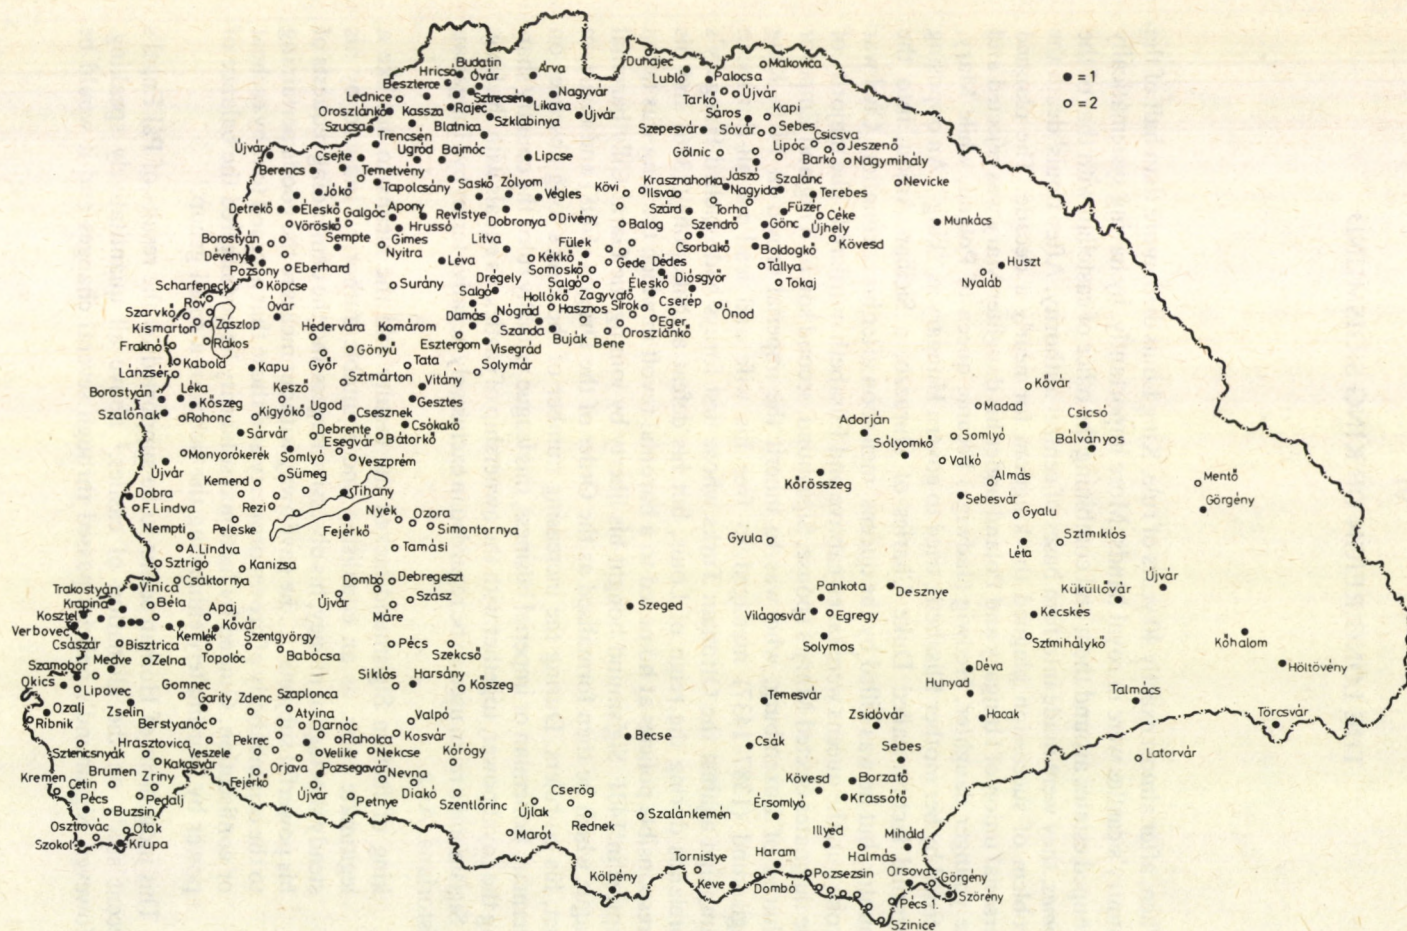 ● = 1
○ = 2
Duhajec
Makovica
Budatin
Hricsó
Óvár
Árva
Lubló
Palocsa
Beszterce
Lednice
Sztrecsén
Nagyvár
Tarkő
Újvár
Oroszlánkő
Kassza
Rajec
Likava
Sáros
Kapi
Szucsa
Blatnica
Szklabinya
Újvár
Szepesvár
Sóvár
Sebes
Trencsén
Csicsva
Jeszenő
Újvár
Csejte
Ugród
Bajmóc
Lipcse
Gölnic
Lipóc
Barkó
Nagymihály
Berencs
Temetvény
Jókő
Tapolcsány
Saskő
Zólyom
Végles
Kövi
Krasznahorka
Ilsvao
Jászó
Nagyida
Szalánc
Terebes
Nevicke
Detrekő
Éleskő
Galgóc
Apony
Revistye
Dobronya
Divény
Szárd
Torha
Füzér
Céke
Munkács
Vöröskő
Hrussó
Balog
Szendrő
Gönc
Újhely
Borostyán
Sempte
Gimes
Litva
Fülek
Csorbakő
Boldogkő
Kövesd
Dévény
Nyitra
Pozsony
Eberhard
Léva
Kékkő
Somoskő
Gede
Dédes
Tállya
Huszt
Scharfeneck
Köpcse
Surány
Drégely
Salgó
Salgó
Éleskő
Diósgyőr
Tokaj
Nyaláb
Rov
Hollókő
Zagyvafő
Szarvkő
Óvár
Damás
Nógrád
Hasznos
Sirok
Cserép
Ónod
Kismarton
Zaszlop
Hédervára
Komárom
Szanda
Eger
Fraknó
Rákos
Esztergom
Buják
Bene
Oroszlánkő
Gönyű
Visegrád
Lánzsér
Kabold
Kapu
Győr
Tata
Solymár
Kővár
Borostyán
Léka
Keszö
Sztmárton
Vitány
Kőszeg
Gesztes
Szalónak
Rohonc
Kigyókő
Ugod
Csesznek
Csókakő
Adorján
Madad
Csicsó
Sárvár
Debrente
Esegvár
Bátorkő
Sólyomkő
Somlyó
Bálványos
Monyorókerék
Somlyó
Veszprém
Valkó
Újvár
Sümeg
Almás
Mentő
Kemend
Kőrösszeg
Dobra
Tihany
Sebesvár
Görgény
F.Lindva
Rezi
Nyék
Ozora
Gyalu
Nempti
Peleske
Fejérkő
Simontornya
Gyula
Léta
Sztmiklós
A.Lindva
Tamási
Sztrigó
Kanizsa
Csáktornya
Dombó
Debregeszt
Pankota
Desznye
Küküllővár
Újvár
Trakostyán
Vinica
Újvár
Szász
Krapina
Béla
Apaj
Máre
Szeged
Világosvár
Egregy
Kecskés
Kostel
Verbovec
Kemlék
Kővár
Szentgyörgy
Pécs
Szekcső
Solymos
Sztmihálykő
Kőhalom
Császár
Bisztrica
Topolóc
Babócsa
Szamobor
Medve
Zelna
Siklós
Harsány
Déva
Höltövény
Okics
Lipovec
Gomnec
Kőszeg
Temesvár
Hunyad
Talmács
Ozalj
Garity
Zdenc
Szaplonca
Zsidóvár
Hacak
Törcsvár
Ribnik
Zselin
Berstyanóc
Atyina
Valpó
Hrasztovica
Darnóc
Kosvár
Becse
Csák
Latorvár
Sztenicsnyák
Veszele
Pekrec
Raholca
Sebes
Kakasvár
Velike
Nekcse
Kórógy
Kremen
Brumen
Zriny
Orjava
Pozsegavár
Kövesd
Borzafő
Cetin
Fejérkő
Nevna
Pécs
Pedalj
Újvár
Diakó
Cserög
Krassófő
Buzsin
Petnye
Szentlőrinc
Újlak
Rednek
Szalánkemén
Érsomlyó
Osztrovác
Otok
Marót
Illyéd
Miháld
Szokol
Krupa
Halmás
Tornistye
Haram
Kölpény
Keve
Dombó
Pozsezsin
Orsova
Görgény
Pécs 1.
Szörény
Szinice